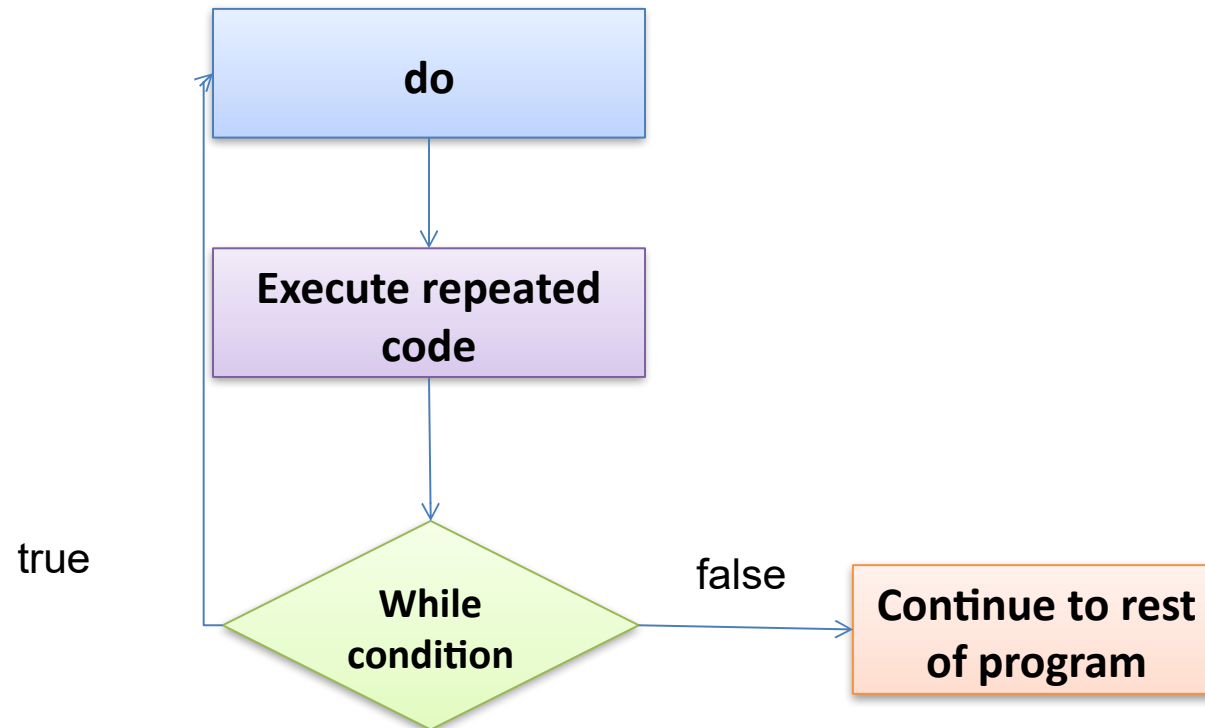 do
Execute repeated
code
true
While
condition
false
Continue to rest
of program